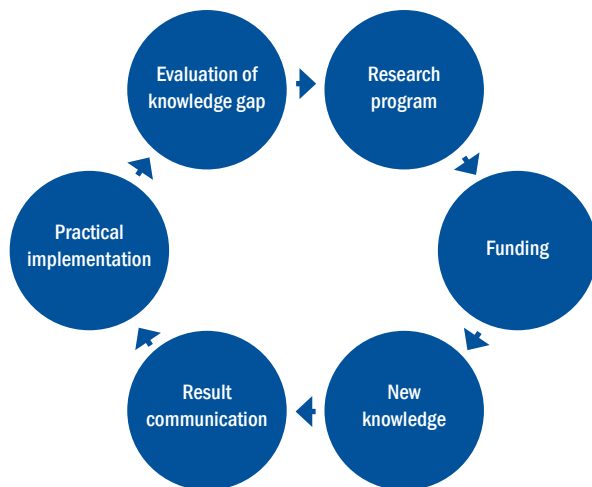 Evaluation of
knowledge gap
Research
program
Funding
New
knowledge
Result
communication
Practical
implementation